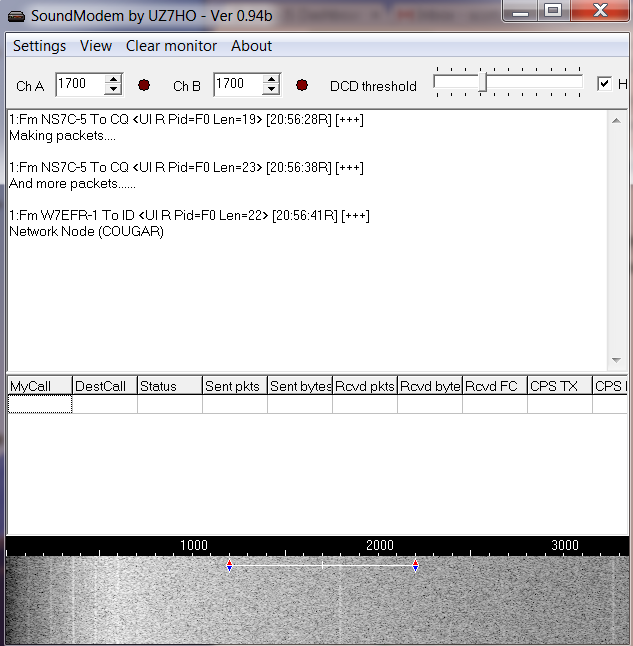 SoundModem by UZ7HO - Ver 0.94b
Settings View Clear monitor About
Ch A 1700 Ch B 1700 DCD threshold H
1:Fm NS7C-5 To CQ <UI R Pid=F0 Len=19> [20:56:28R] [+++]
Making packets....
1:Fm NS7C-5 To CQ <UI R Pid=F0 Len=23> [20:56:38R] [+++]
And more packets......
1:Fm W7EFR-1 To ID <UI R Pid=F0 Len=22> [20:56:41R] [+++]
Network Node (COUGAR)
MyCall DestCall Status Sent pkts Sent bytes Rcvd pkts Rcvd byte Rcvd FC CPS TX CPS
1000 2000 3000